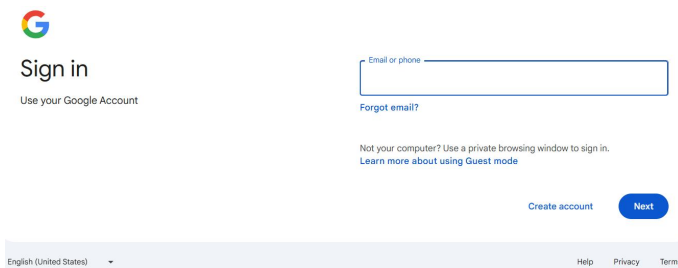 Sign in
Use your Google Account
Email or phone
Forgot email?
Not your computer? Use a private browsing window to sign in.
Learn more about using Guest mode
Create account
Next
English (United States)
Help Privacy Term